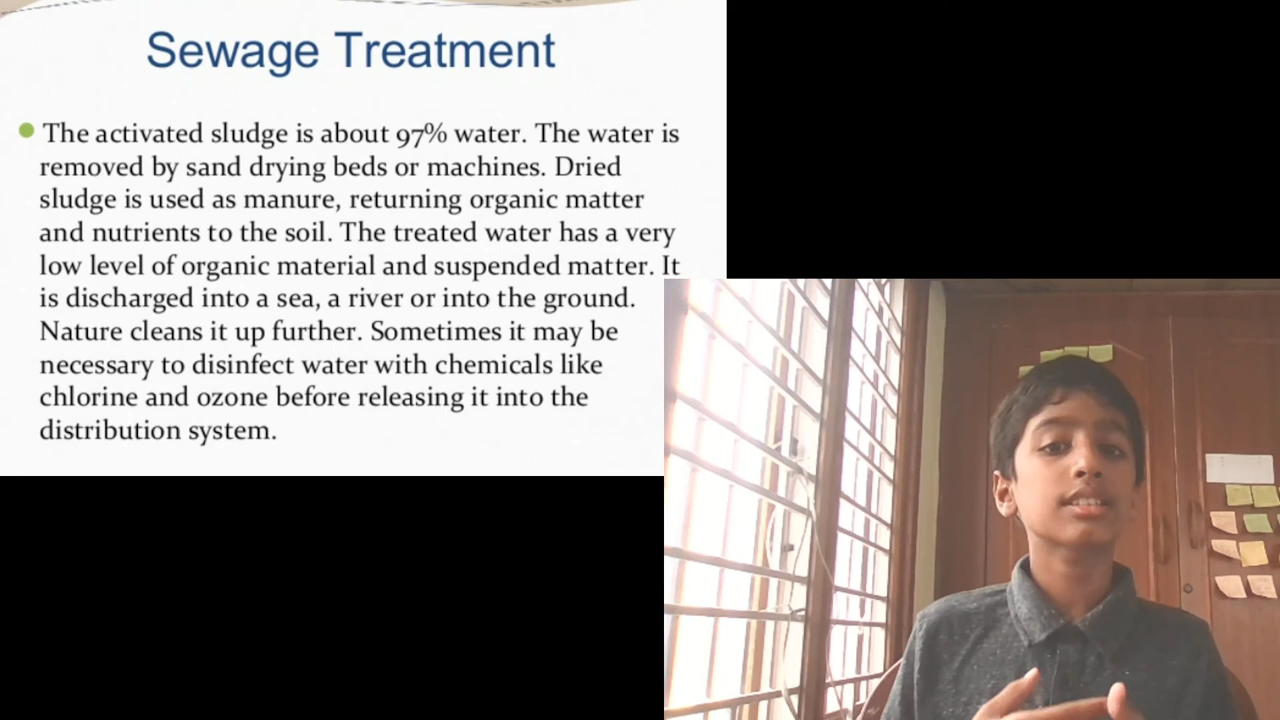 Sewage Treatment
The activated sludge is about 97% water. The water is
removed by sand drying beds or machines. Dried
sludge is used as manure, returning organic matter
and nutrients to the soil. The treated water has a very
low level of organic material and suspended matter. It
is discharged into a sea, a river or into the ground.
Nature cleans it up further. Sometimes it may be
necessary to disinfect water with chemicals like
chlorine and ozone before releasing it into the
distribution system.